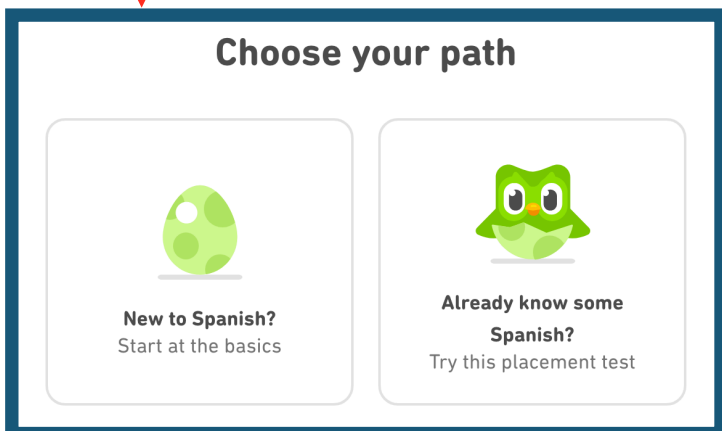 Choose your path
New to Spanish?
Start at the basics
Already know some
Spanish?
Try this placement test